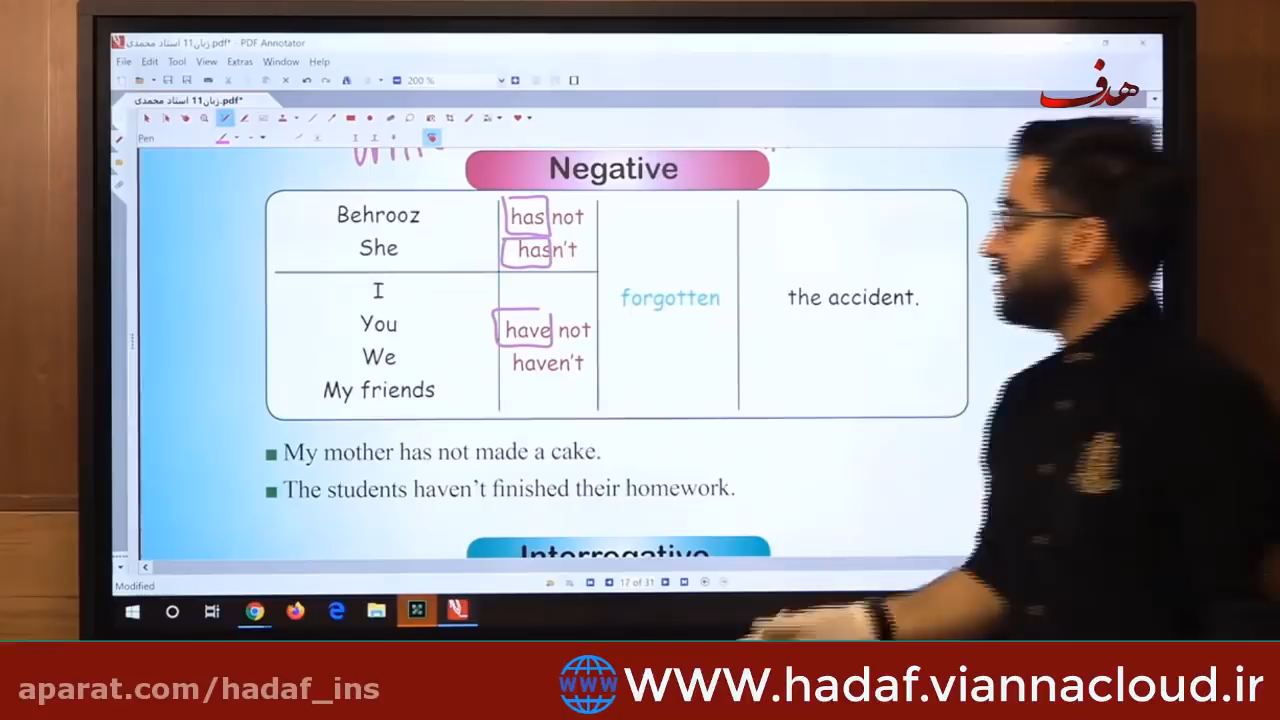 زبان11 استاد محمدی.pdf* - PDF Annotator
File Edit Tool View Extras Window Help
200 %
زبان11 استاد محمدی.pdf*
هدف
Pen
Negative
Behrooz
has not
She
hasn't
I
forgotten
the accident.
You
have not
We
haven't
My friends
My mother has not made a cake.
The students haven't finished their homework.
Interrogative
Modified
17 of 31
aparat.com/hadaf_ins
WWW
WWW.hadaf.viannacloud.ir